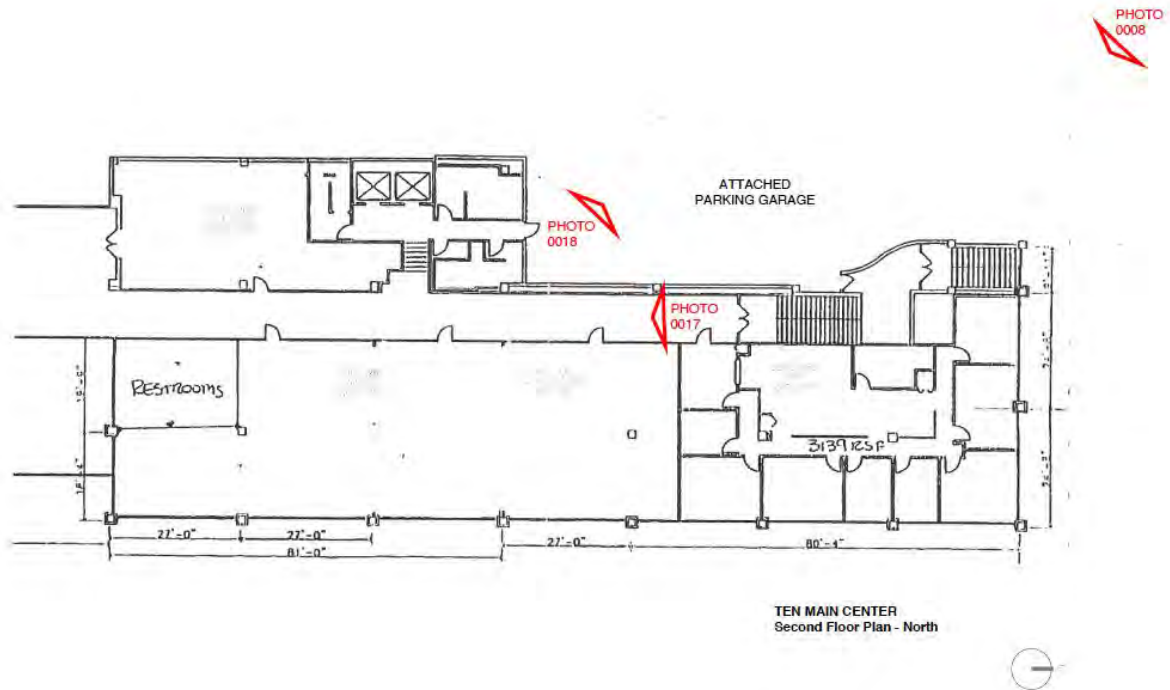 PHOTO
0008
ATTACHED
PARKING GARAGE
PHOTO
0018
PHOTO
0017
RESTROOMS
3139 RSF
27'-0"
27'-0"
81'-0"
27'-0"
80'-4"
TEN MAIN CENTER
Second Floor Plan - North